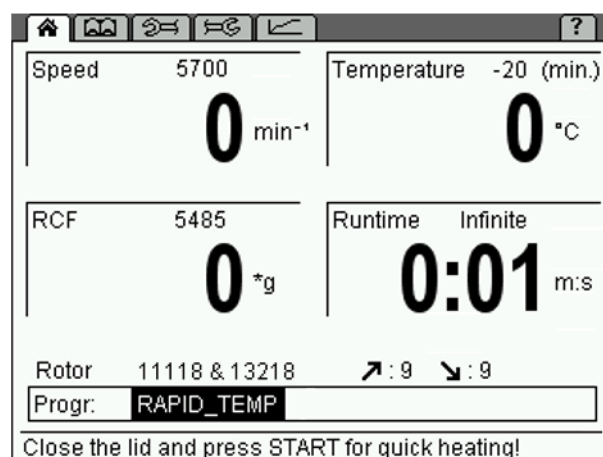 ?
Speed 5700
0 min⁻¹
Temperature -20 (min.)
0 °C
RCF 5485
0 *g
Runtime Infinite
0:01 m:s
Rotor 11118 & 13218 ↗ : 9 ↘ : 9
Progr: RAPID_TEMP
Close the lid and press START for quick heating!